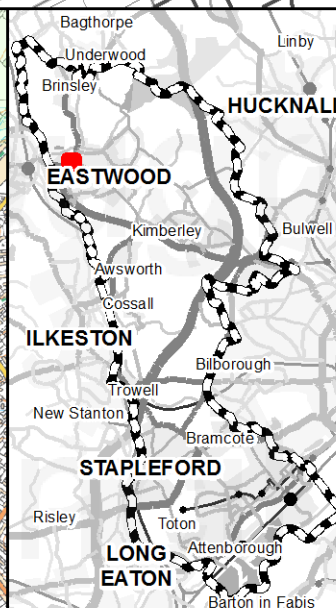 Bagthorpe
Linby
Underwood
Brinsley
HUCKNALL
EASTWOOD
Kimberley
Bulwell
Awsworth
Cossall
ILKESTON
Bilborough
Trowell
New Stanton
Bramcote
STAPLEFORD
Risley
Toton
LONG
EATON
Attenborough
Barton in Fabis